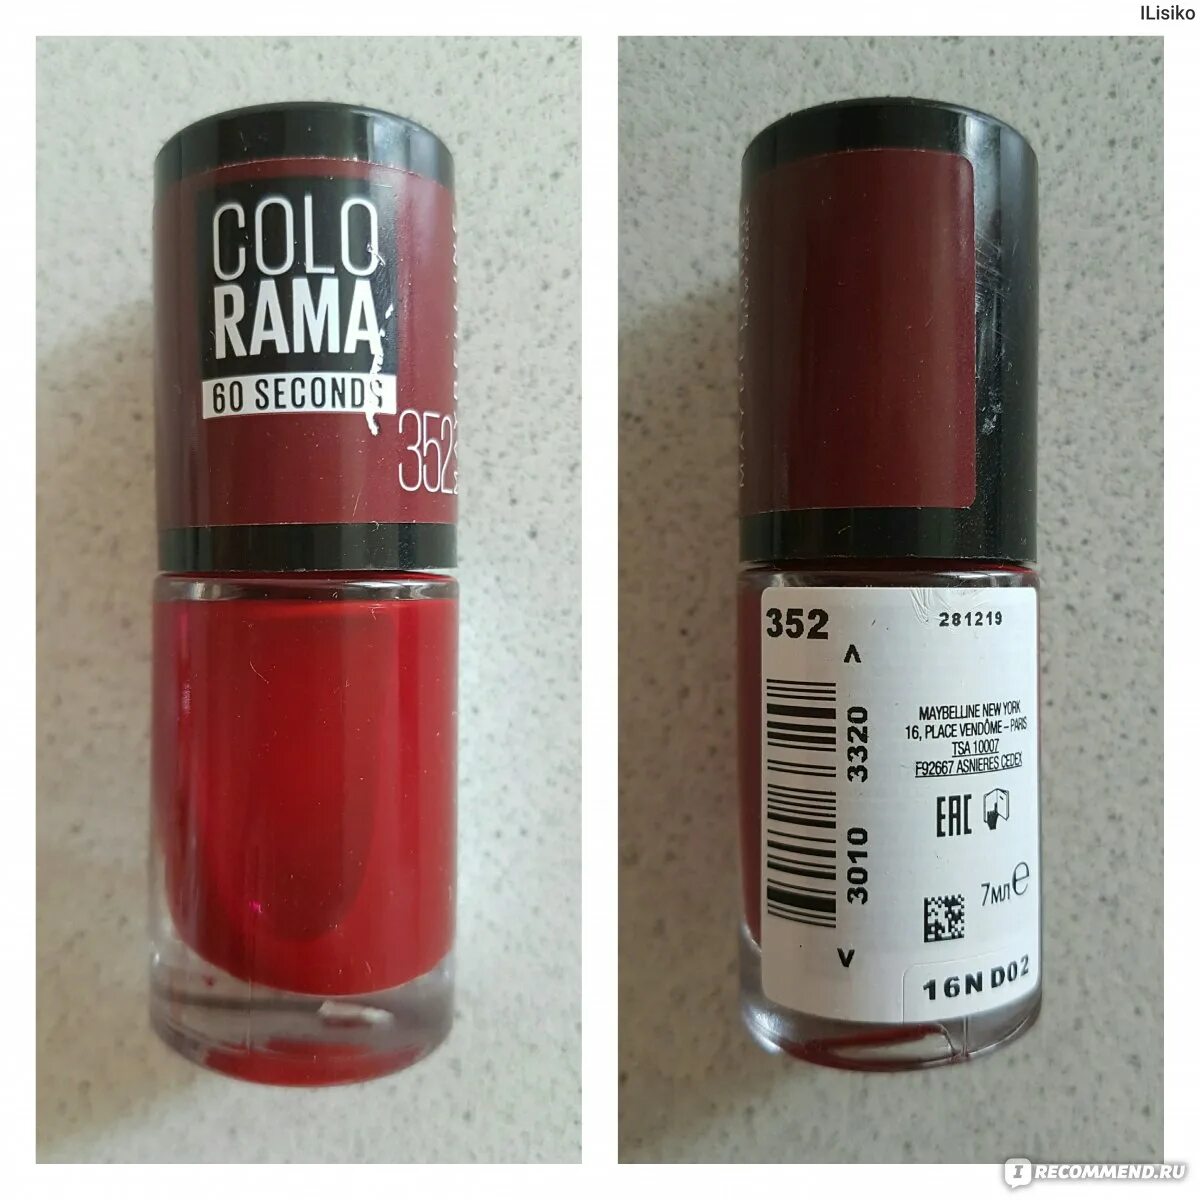 ILisiko
COLO
RAMA
60 SECONDS
352
352
281219
MAYBELLINE NEW YORK
16, PLACE VENDÔME – PARIS
TSA 10007
F92667 ASNIERES CEDEX
EAC
7мл e
3010 3320
16N D02
IRECOMMEND.RU